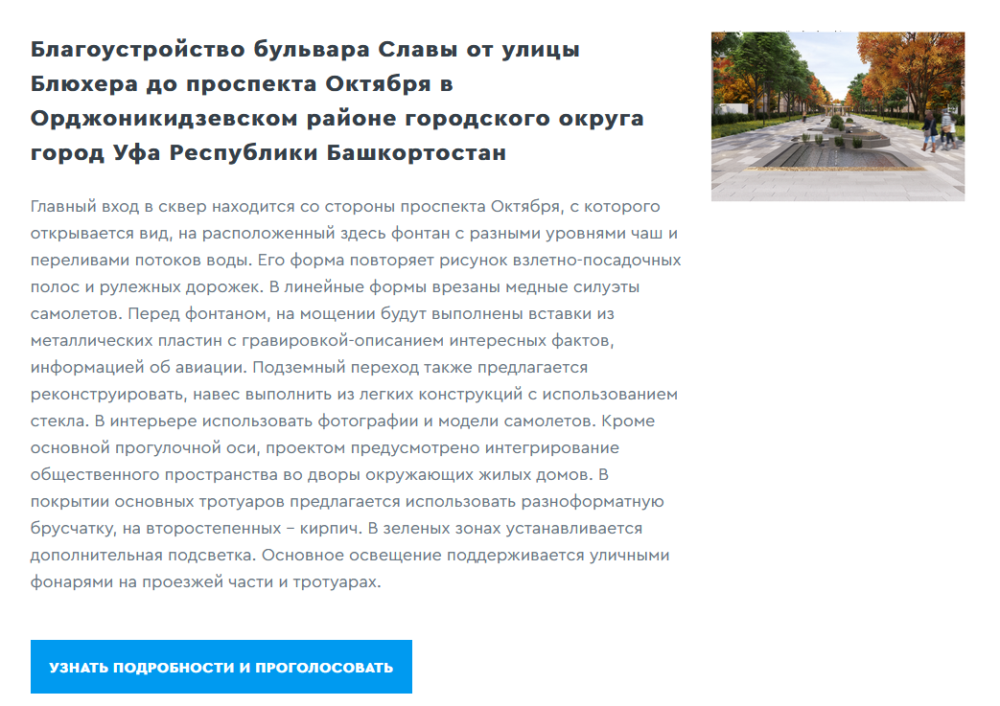 Благоустройство бульвара Славы от улицы
Блюхера до проспекта Октября в
Орджоникидзевском районе городского округа
город Уфа Республики Башкортостан
Главный вход в сквер находится со стороны проспекта Октября, с которого
открывается вид, на расположенный здесь фонтан с разными уровнями чаш и
переливами потоков воды. Его форма повторяет рисунок взлетно-посадочных
полос и рулежных дорожек. В линейные формы врезаны медные силуэты
самолетов. Перед фонтаном, на мощении будут выполнены вставки из
металлических пластин с гравировкой-описанием интересных фактов,
информацией об авиации. Подземный переход также предлагается
реконструировать, навес выполнить из легких конструкций с использованием
стекла. В интерьере использовать фотографии и модели самолетов. Кроме
основной прогулочной оси, проектом предусмотрено интегрирование
общественного пространства во дворы окружающих жилых домов. В
покрытии основных тротуаров предлагается использовать разноформатную
брусчатку, на второстепенных – кирпич. В зеленых зонах устанавливается
дополнительная подсветка. Основное освещение поддерживается уличными
фонарями на проезжей части и тротуарах.
УЗНАТЬ ПОДРОБНОСТИ И ПРОГОЛОСОВАТЬ